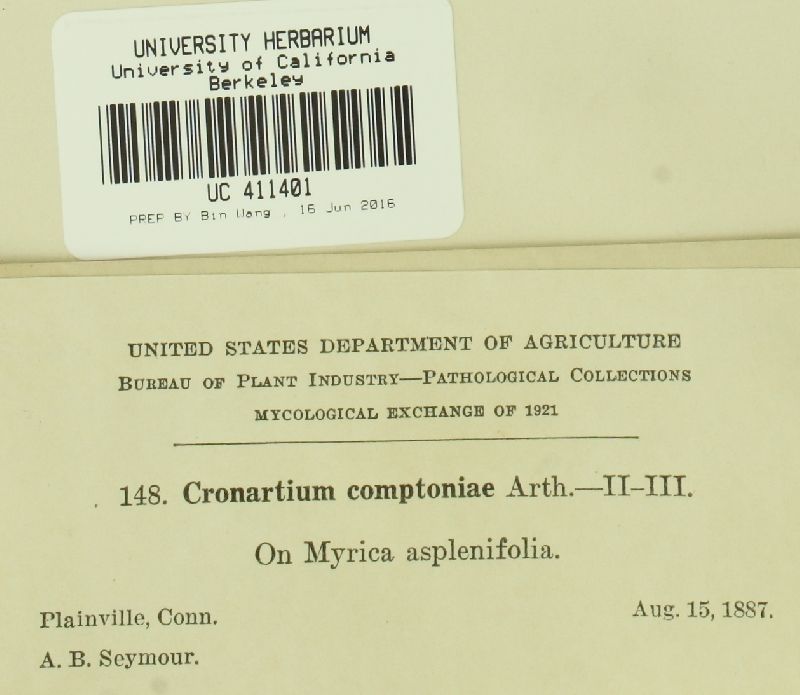 UNIVERSITY HERBARIUM
University of California
Berkeley
UC 411401
PREP BY Bin Wang , 16 Jun 2016
UNITED STATES DEPARTMENT OF AGRICULTURE
BUREAU OF PLANT INDUSTRY—PATHOLOGICAL COLLECTIONS
MYCOLOGICAL EXCHANGE OF 1921
148. Cronartium comptoniae Arth.—II–III.
On Myrica asplenifolia.
Plainville, Conn.
Aug. 15, 1887.
A. B. Seymour.